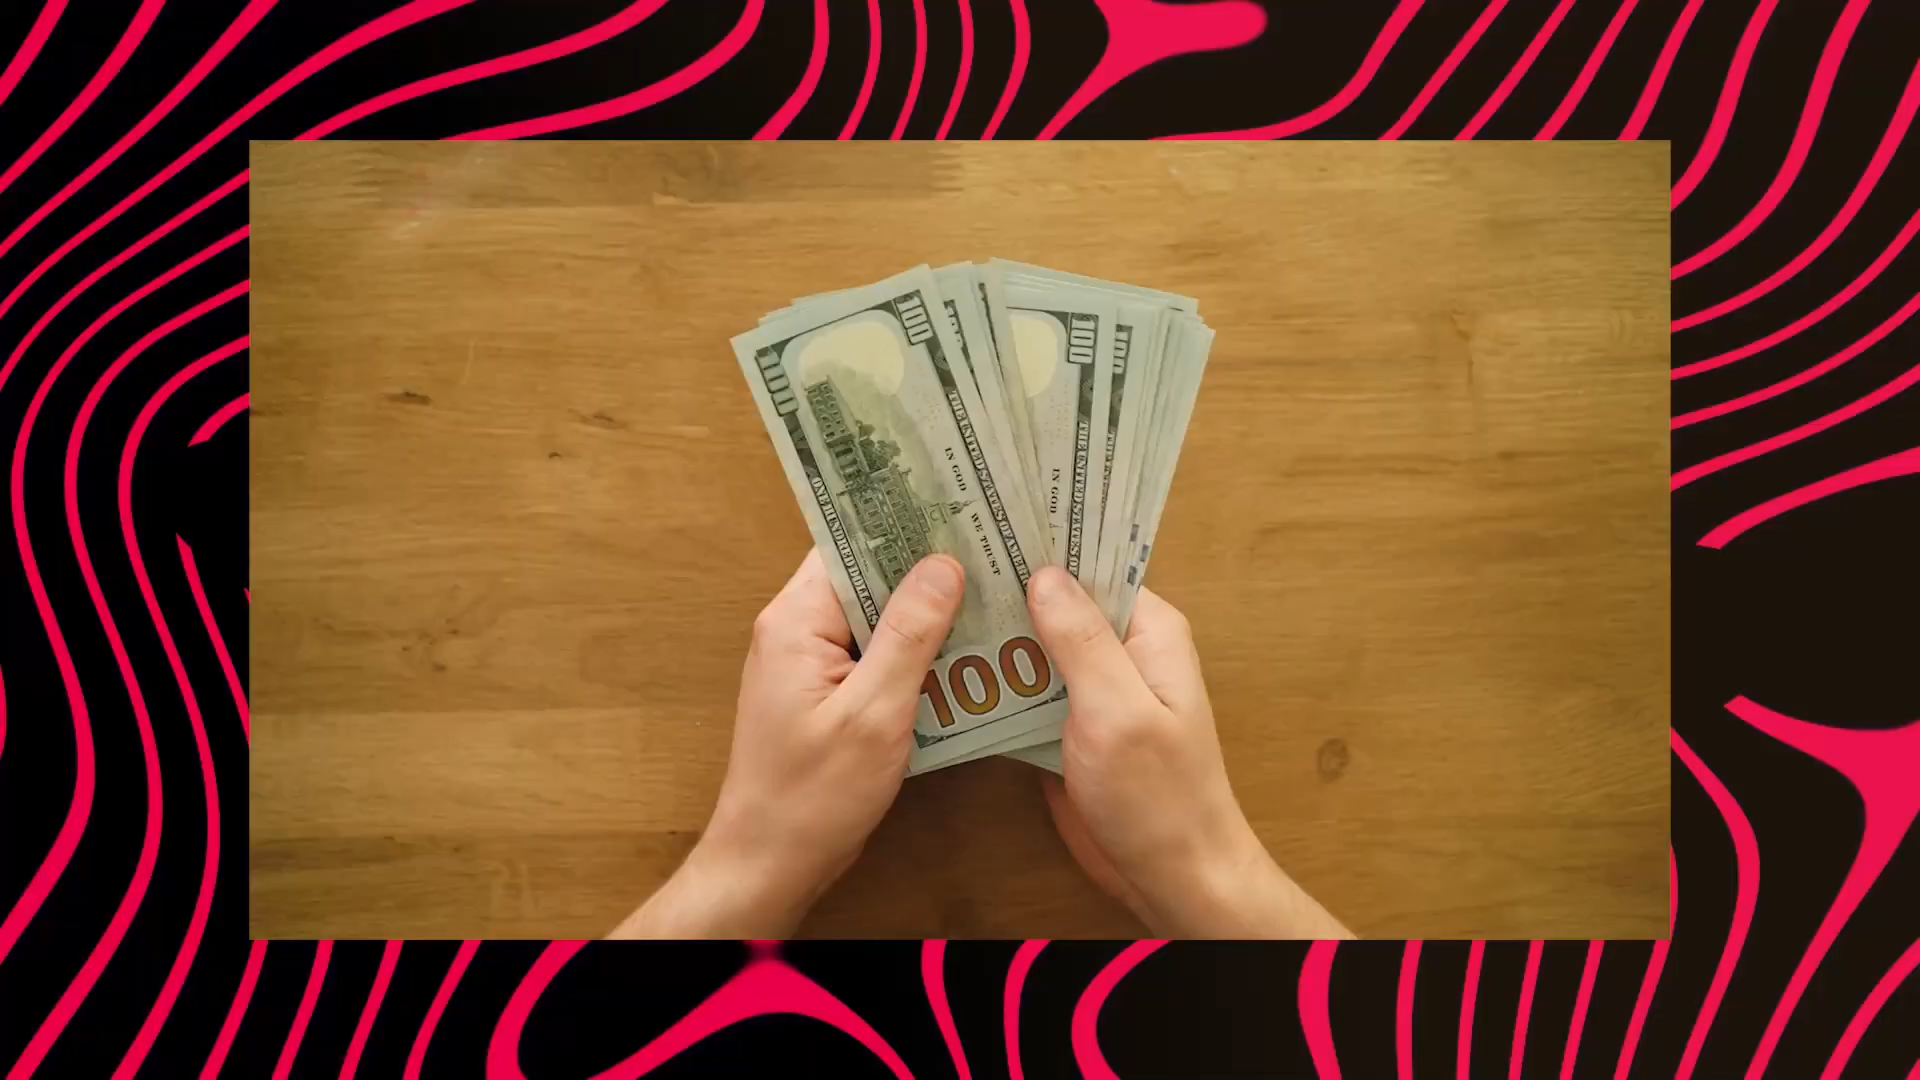 100
100
ONE HUNDRED DOLLARS
THE UNITED STATES OF AMERICA
IN GOD WE TRUST
100
100
THE UNITED STATES OF
IN GOD
100